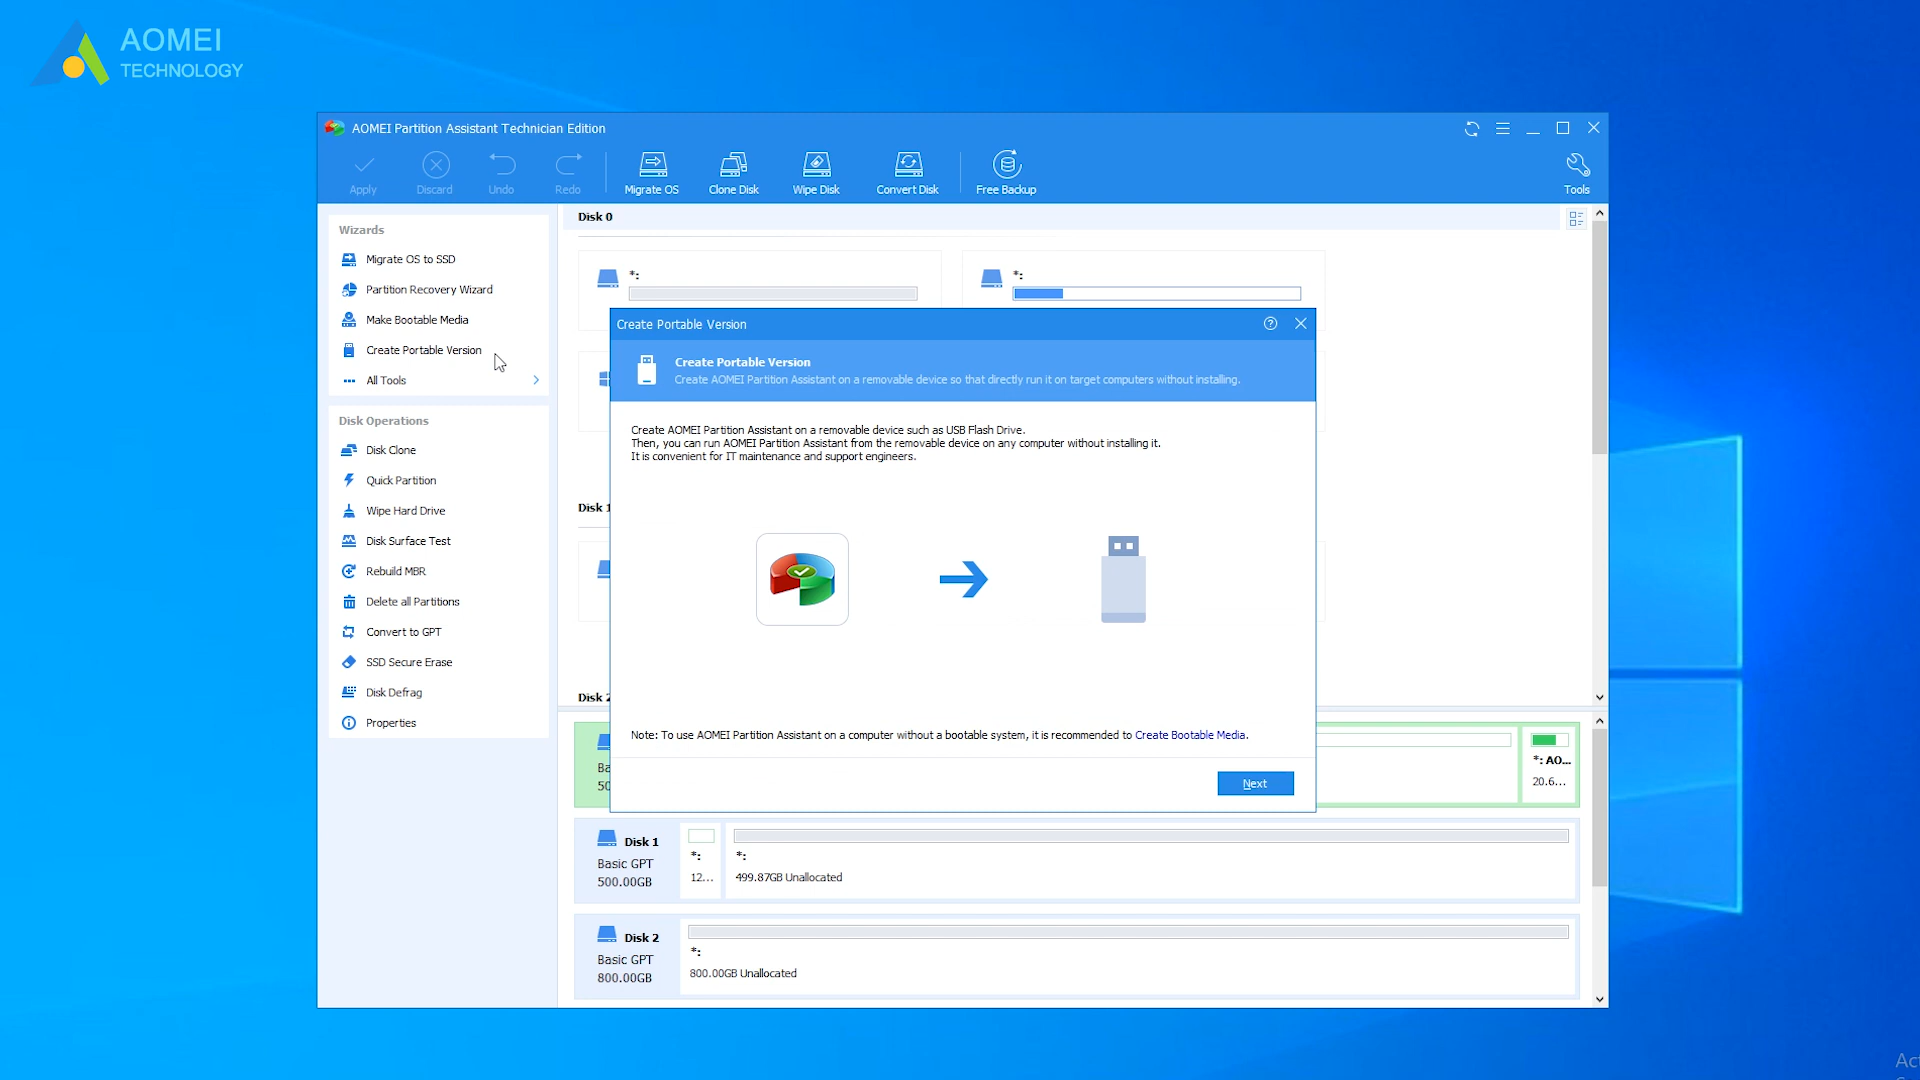 AOMEI
TECHNOLOGY
AOMEI Partition Assistant Technician Edition
Apply
Discard
Undo
Redo
Migrate OS
Clone Disk
Wipe Disk
Convert Disk
Free Backup
Tools
Wizards
Migrate OS to SSD
Partition Recovery Wizard
Make Bootable Media
Create Portable Version
All Tools
Disk Operations
Disk Clone
Quick Partition
Wipe Hard Drive
Disk Surface Test
Rebuild MBR
Delete all Partitions
Convert to GPT
SSD Secure Erase
Disk Defrag
Properties
Disk 0
*:
*:
Disk 1
Disk 2
Create Portable Version
Create Portable Version
Create AOMEI Partition Assistant on a removable device so that directly run it on target computers without installing.
Create AOMEI Partition Assistant on a removable device such as USB Flash Drive.
Then, you can run AOMEI Partition Assistant from the removable device on any computer without installing it.
It is convenient for IT maintenance and support engineers.
Note: To use AOMEI Partition Assistant on a computer without a bootable system, it is recommended to Create Bootable Media.
Next
Ba
50
*: AO...
20.6...
Disk 1
Basic GPT
500.00GB
*:
12...
*:
499.87GB Unallocated
Disk 2
Basic GPT
800.00GB
*:
800.00GB Unallocated
Act